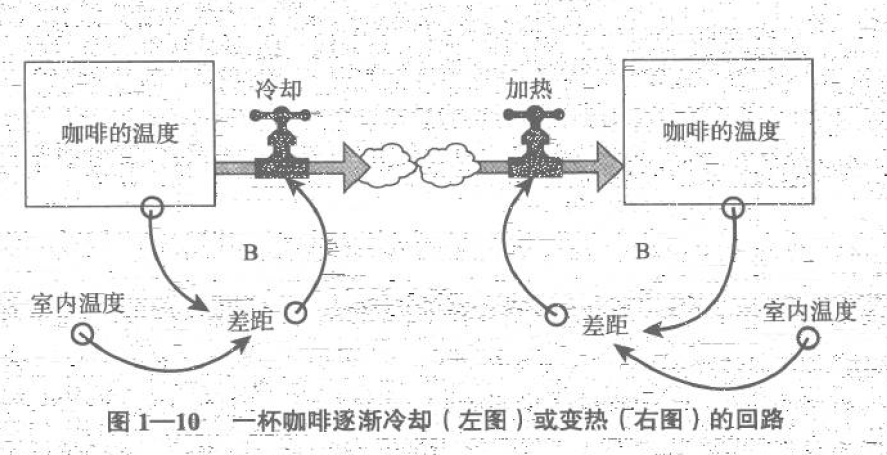 冷却
加热
咖啡的温度
咖啡的温度
B
B
室内温度
差距
差距
室内温度
图1—10 一杯咖啡逐渐冷却（左图）或变热（右图）的回路